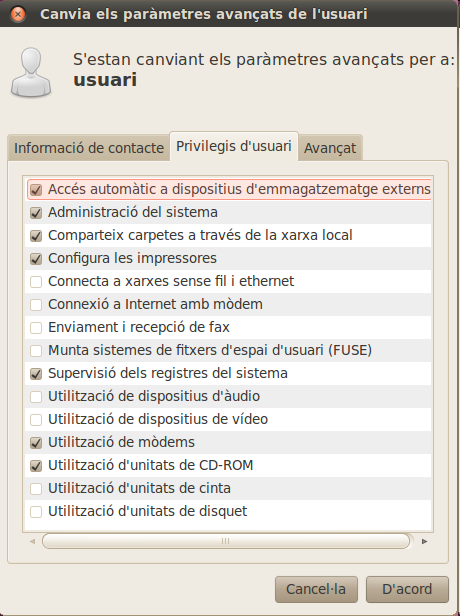 Canvia els paràmetres avançats de l'usuari
S'estan canviant els paràmetres avançats per a:
usuari
Informació de contacte
Privilegis d'usuari
Avançat
Accés automàtic a dispositius d'emmagatzematge externs
Administració del sistema
Comparteix carpetes a través de la xarxa local
Configura les impressores
Connecta a xarxes sense fil i ethernet
Connexió a Internet amb mòdem
Enviament i recepció de fax
Munta sistemes de fitxers d'espai d'usuari (FUSE)
Supervisió dels registres del sistema
Utilització de dispositius d'àudio
Utilització de dispositius de vídeo
Utilització de mòdems
Utilització d'unitats de CD-ROM
Utilització d'unitats de cinta
Utilització d'unitats de disquet
Cancel·la
D'acord